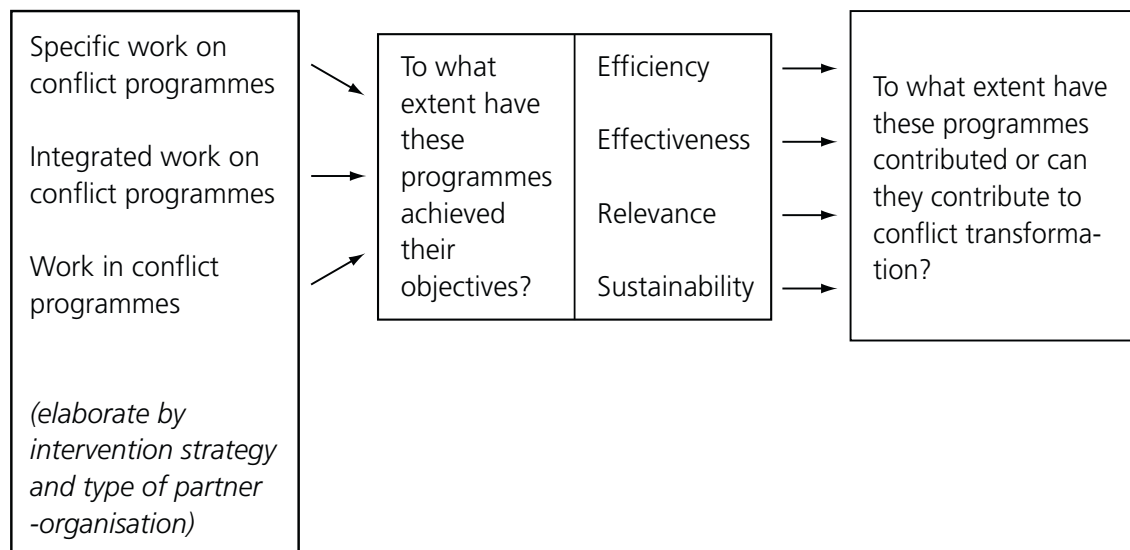 Specific work on
conflict programmes
Integrated work on
conflict programmes
Work in conflict
programmes
(elaborate by
intervention strategy
and type of partner
-organisation)
To what
extent have
these
programmes
achieved
their
objectives?
Efficiency
Effectiveness
Relevance
Sustainability
To what extent have
these programmes
contributed or can
they contribute to
conflict transforma-
tion?